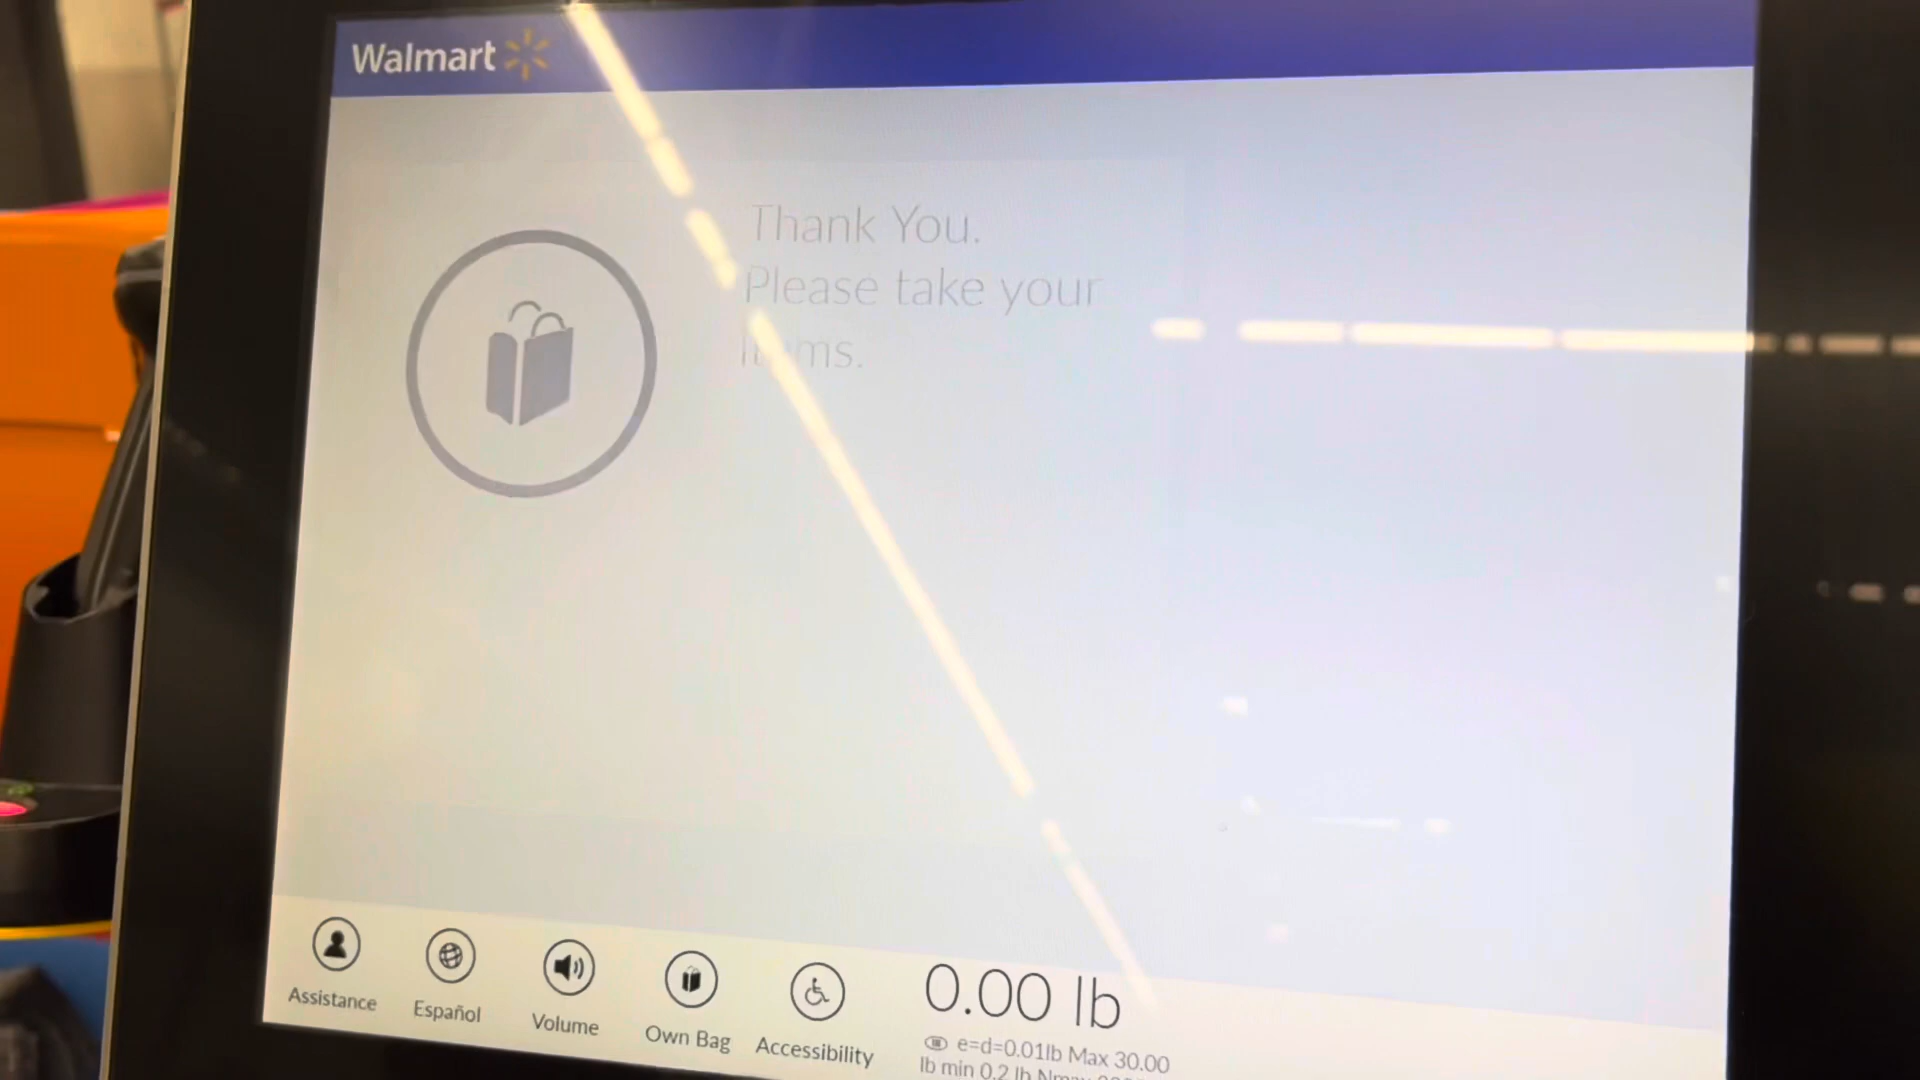 Walmart
Thank You.
Please take your
items.
Assistance
Español
Volume
Own Bag
Accessibility
0.00 lb
e=d=0.01lb Max 30.00
lb min 0.2 lb